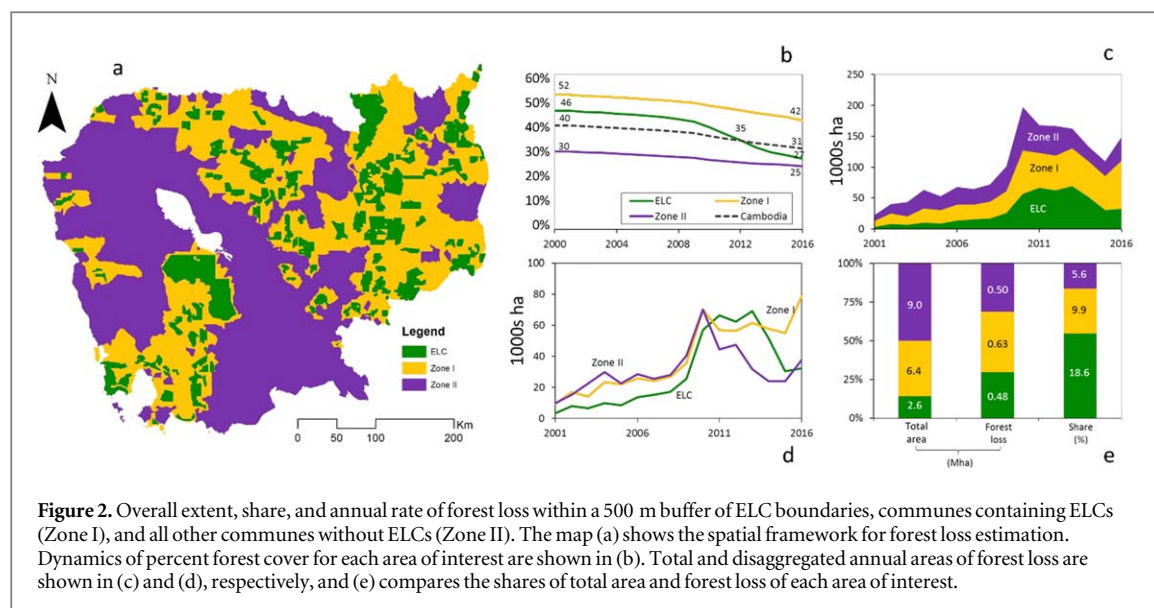 a
N
Legend
ELC
Zone I
Zone II
Km
0 50 100 200
b
60%
50%
40%
30%
20%
10%
0%
52
46
40
30
42
35
31
27
25
ELC
Zone I
Zone II
Cambodia
2000 2004 2008 2012 2016
c
1000s ha
250
200
150
100
50
0
Zone II
Zone I
ELC
2001 2006 2011 2016
1000s ha
100
80
60
40
20
0
Zone I
Zone II
ELC
2001 2006 2011 2016
d
100%
75%
50%
25%
0%
9.0 0.50 5.6
6.4 0.63 9.9
2.6 0.48 18.6
Total area
Forest loss
Share (%)
(Mha)
e
Figure 2. Overall extent, share, and annual rate of forest loss within a 500 m buffer of ELC boundaries, communes containing ELCs
(Zone I), and all other communes without ELCs (Zone II). The map (a) shows the spatial framework for forest loss estimation.
Dynamics of percent forest cover for each area of interest are shown in (b). Total and disaggregated annual areas of forest loss are
shown in (c) and (d), respectively, and (e) compares the shares of total area and forest loss of each area of interest.